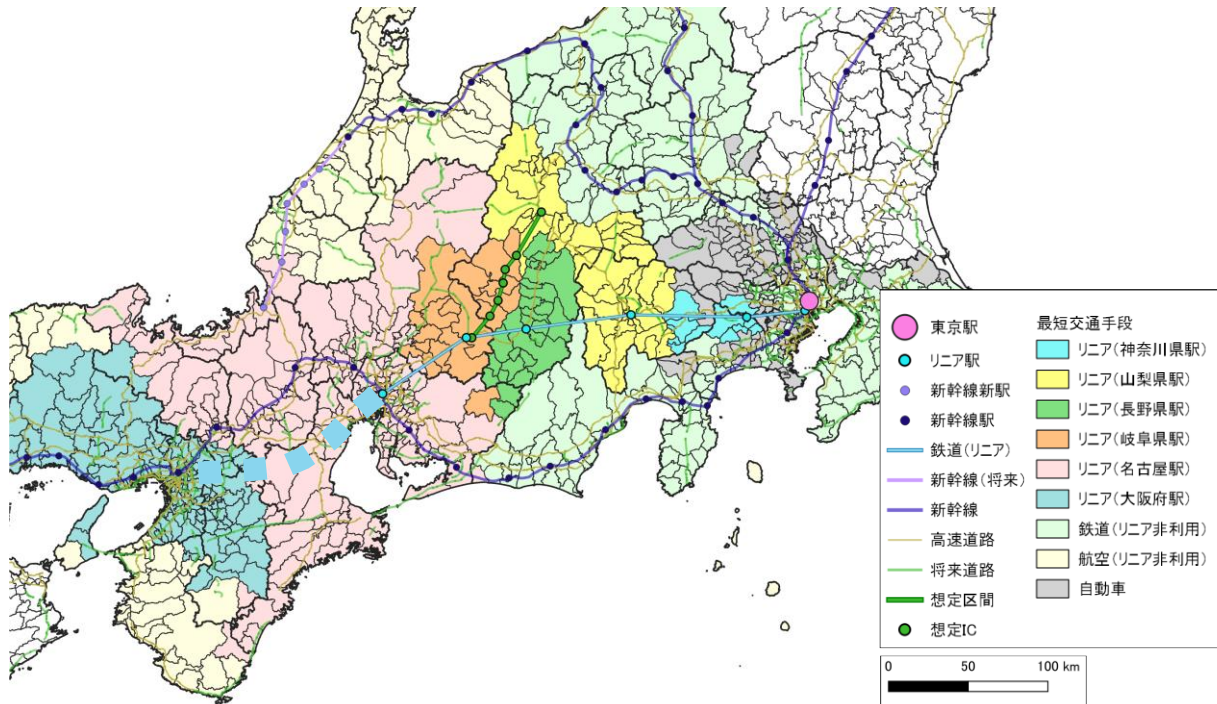 東京駅
リニア駅
新幹線新駅
新幹線駅
鉄道(リニア)
新幹線(将来)
新幹線
高速道路
将来道路
想定区間
想定IC
最短交通手段
リニア(神奈川県駅)
リニア(山梨県駅)
リニア(長野県駅)
リニア(岐阜県駅)
リニア(名古屋駅)
リニア(大阪府駅)
鉄道(リニア非利用)
航空(リニア非利用)
自動車
0 50 100 km